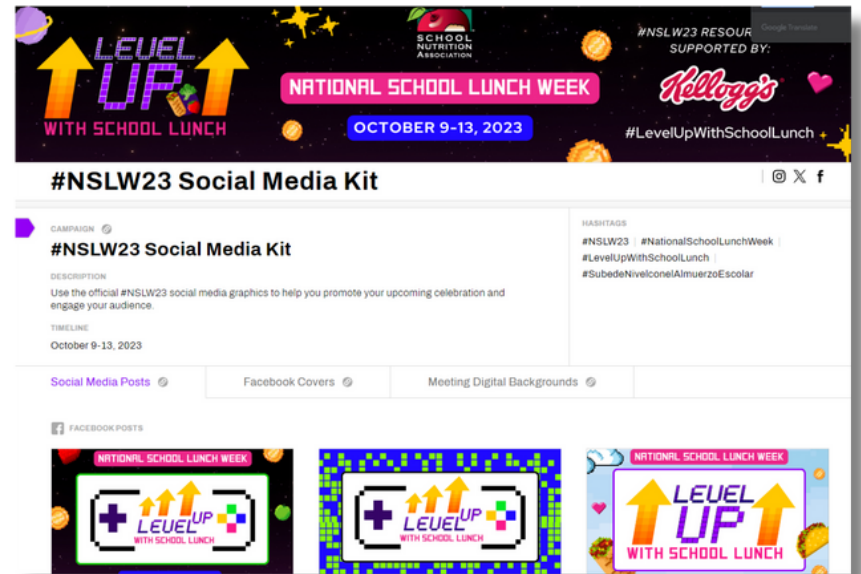 LEVEL
UP
WITH SCHOOL LUNCH
SCHOOL
NUTRITION
ASSOCIATION
NATIONAL SCHOOL LUNCH WEEK
OCTOBER 9-13, 2023
#NSLW23 RESOUR
SUPPORTED BY:
Kellogg's
#LevelUpWithSchoolLunch
Google Translate
#NSLW23 Social Media Kit
CAMPAIGN
#NSLW23 Social Media Kit
DESCRIPTION
Use the official #NSLW23 social media graphics to help you promote your upcoming celebration and
engage your audience.
TIMELINE
October 9-13, 2023
HASHTAGS
#NSLW23 | #NationalSchoolLunchWeek |
#LevelUpWithSchoolLunch |
#SubedeNivelconelAlmuerzoEscolar
Social Media Posts
Facebook Covers
Meeting Digital Backgrounds
FACEBOOK POSTS
NATIONAL SCHOOL LUNCH WEEK
LEVEL UP
WITH SCHOOL LUNCH
LEVEL UP
WITH SCHOOL LUNCH
NATIONAL SCHOOL LUNCH WEEK
LEVEL
UP
WITH SCHOOL LUNCH